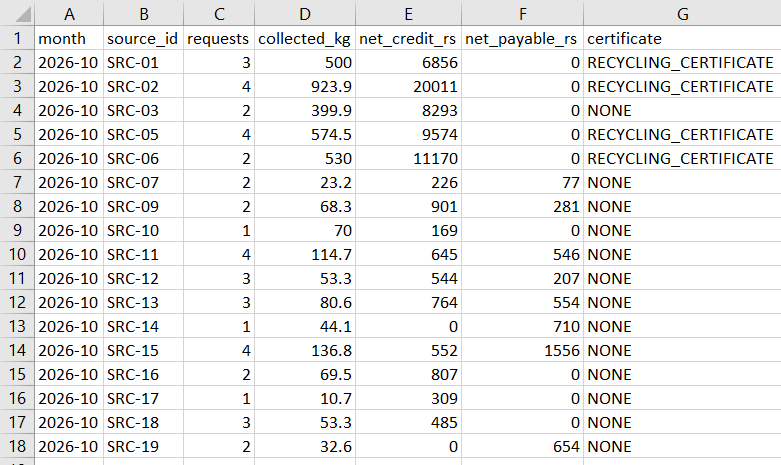 A B C D E F G
1 month source_id requests collected_kg net_credit_rs net_payable_rs certificate
2 2026-10 SRC-01 3 500 6856 0 RECYCLING_CERTIFICATE
3 2026-10 SRC-02 4 923.9 20011 0 RECYCLING_CERTIFICATE
4 2026-10 SRC-03 2 399.9 8293 0 NONE
5 2026-10 SRC-05 4 574.5 9574 0 RECYCLING_CERTIFICATE
6 2026-10 SRC-06 2 530 11170 0 RECYCLING_CERTIFICATE
7 2026-10 SRC-07 2 23.2 226 77 NONE
8 2026-10 SRC-09 2 68.3 901 281 NONE
9 2026-10 SRC-10 1 70 169 0 NONE
10 2026-10 SRC-11 4 114.7 645 546 NONE
11 2026-10 SRC-12 3 53.3 544 207 NONE
12 2026-10 SRC-13 3 80.6 764 554 NONE
13 2026-10 SRC-14 1 44.1 0 710 NONE
14 2026-10 SRC-15 4 136.8 552 1556 NONE
15 2026-10 SRC-16 2 69.5 807 0 NONE
16 2026-10 SRC-17 1 10.7 309 0 NONE
17 2026-10 SRC-18 3 53.3 485 0 NONE
18 2026-10 SRC-19 2 32.6 0 654 NONE